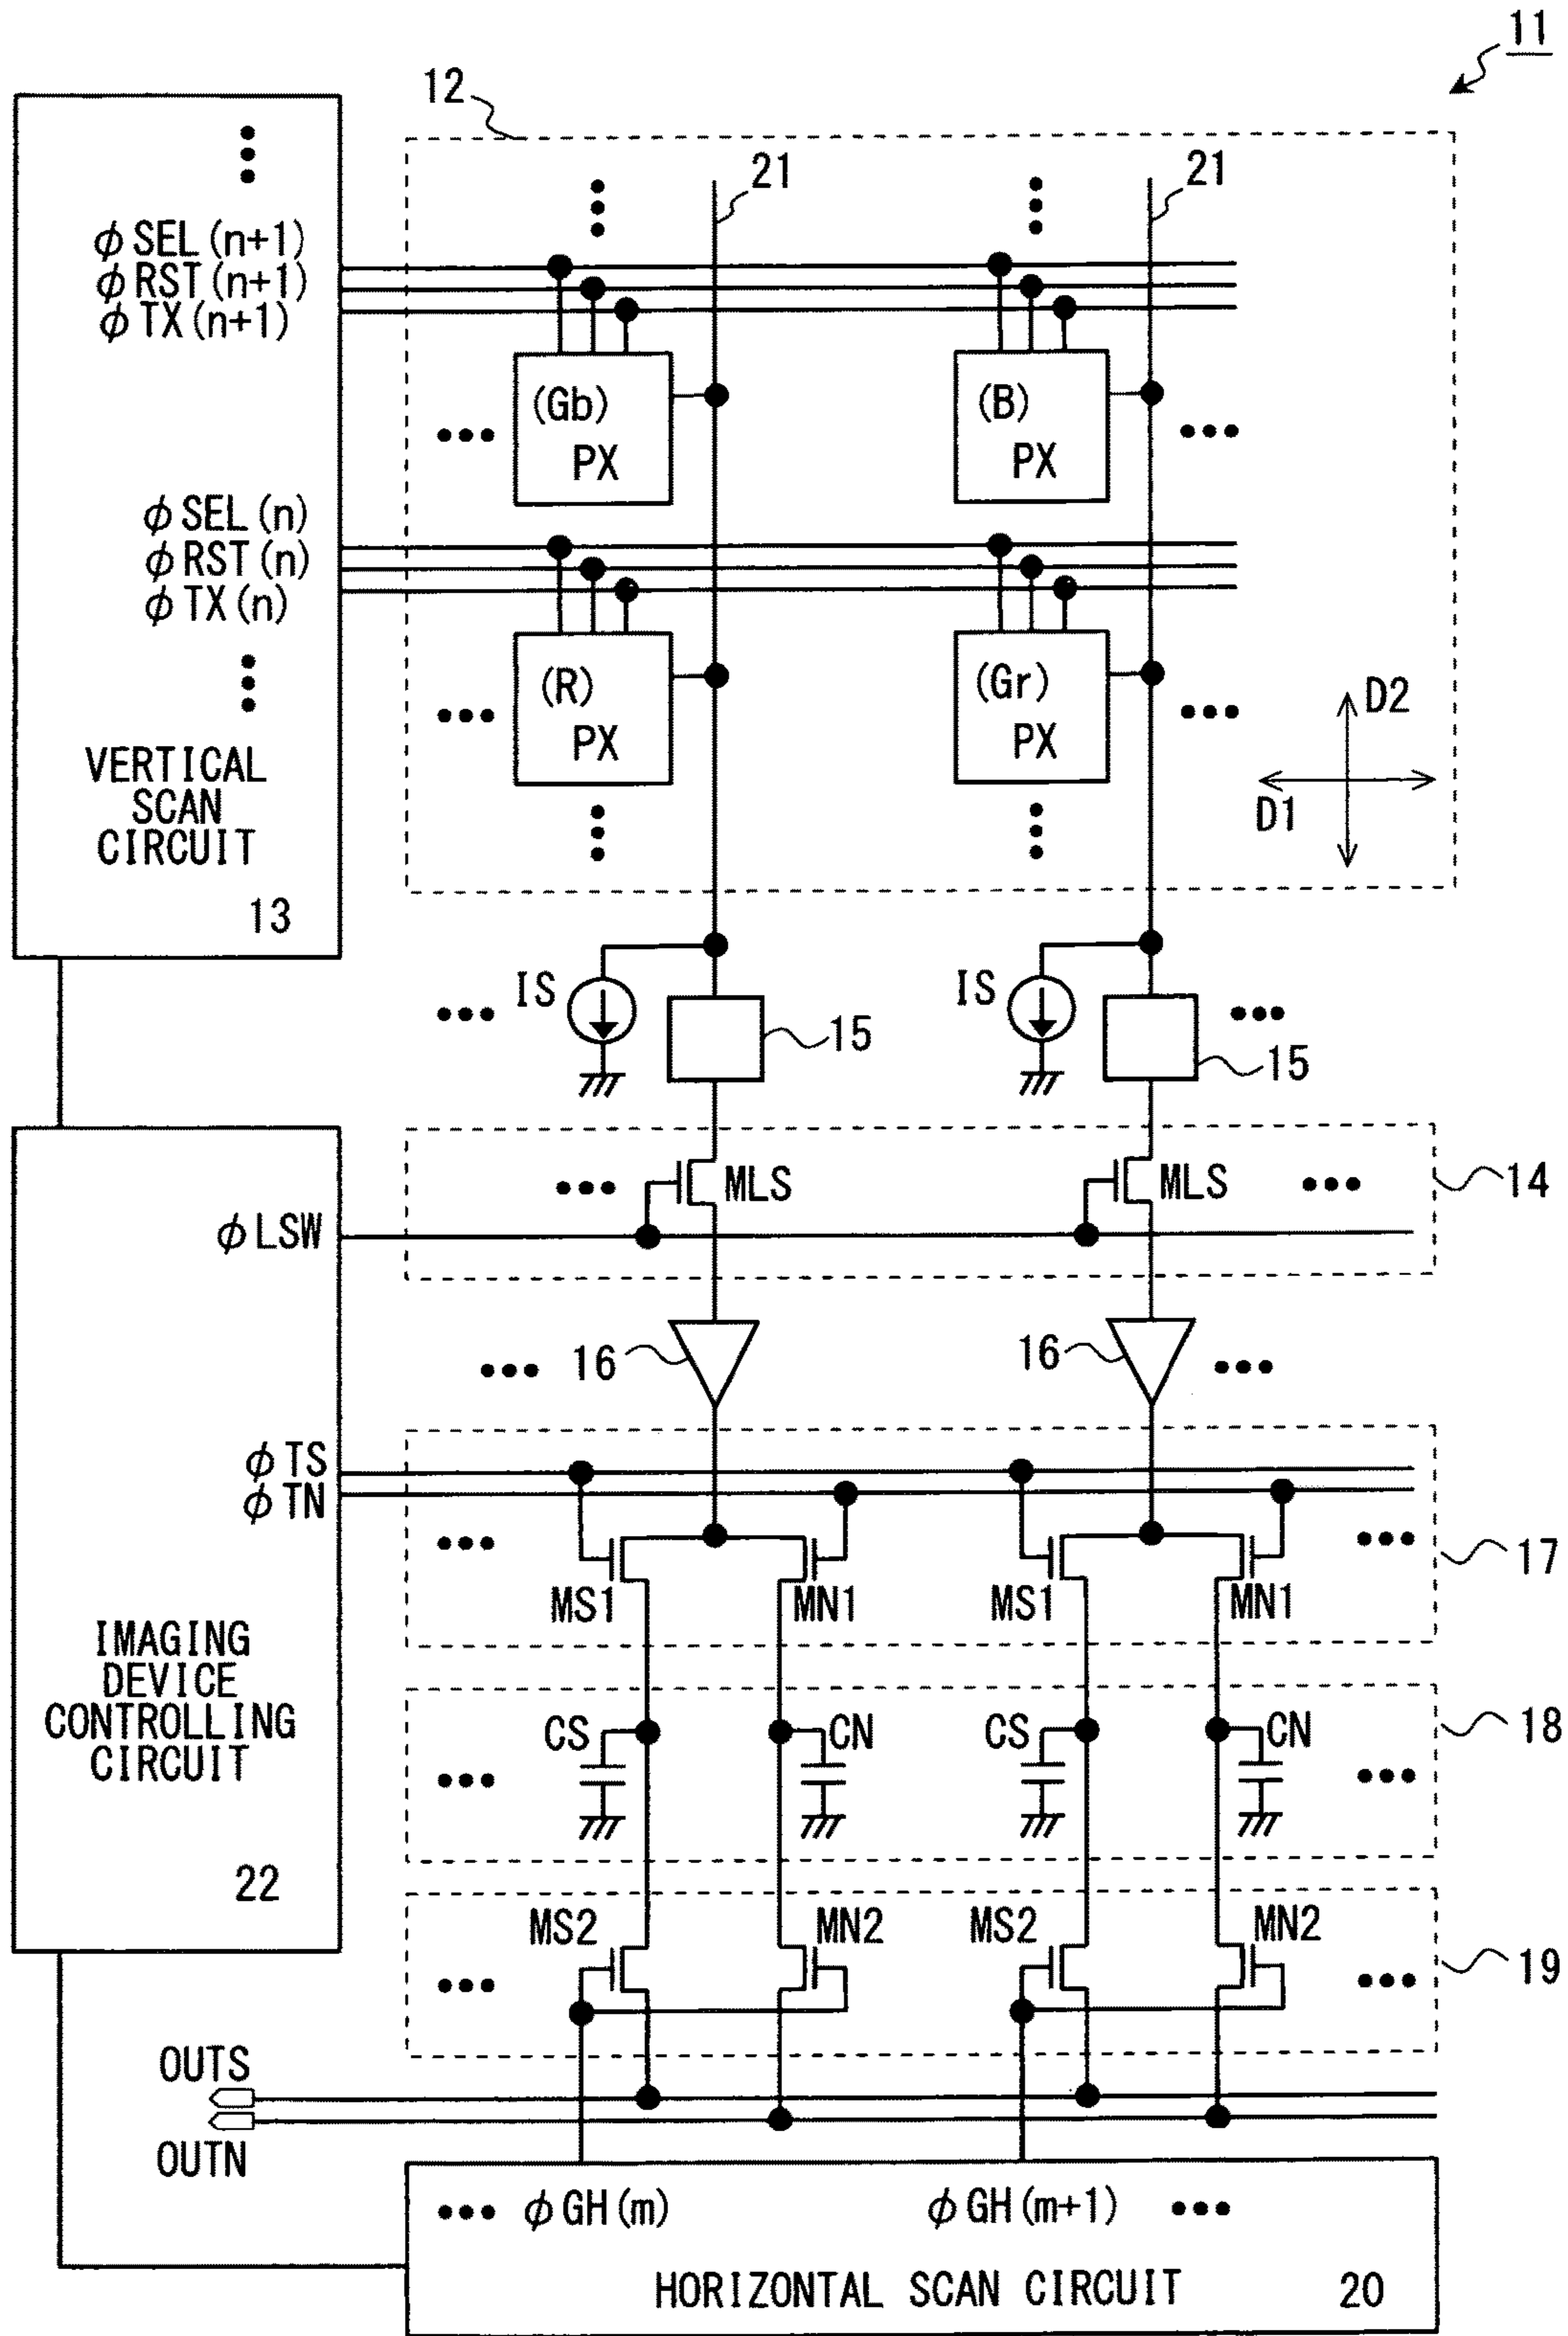 11
12
21
21
φSEL(n+1)
φRST(n+1)
φTX(n+1)
(Gb)
PX
(B)
PX
φSEL(n)
φRST(n)
φTX(n)
(R)
PX
(Gr)
PX
D2
D1
VERTICAL
SCAN
CIRCUIT
13
IS
15
IS
15
MLS
MLS
14
φLSW
16
16
φTS
φTN
MS1
MN1
MS1
MN1
17
IMAGING
DEVICE
CONTROLLING
CIRCUIT
22
CS
CN
CS
CN
18
MS2
MN2
MS2
MN2
19
OUTS
OUTN
φGH(m)
φGH(m+1)
HORIZONTAL SCAN CIRCUIT
20